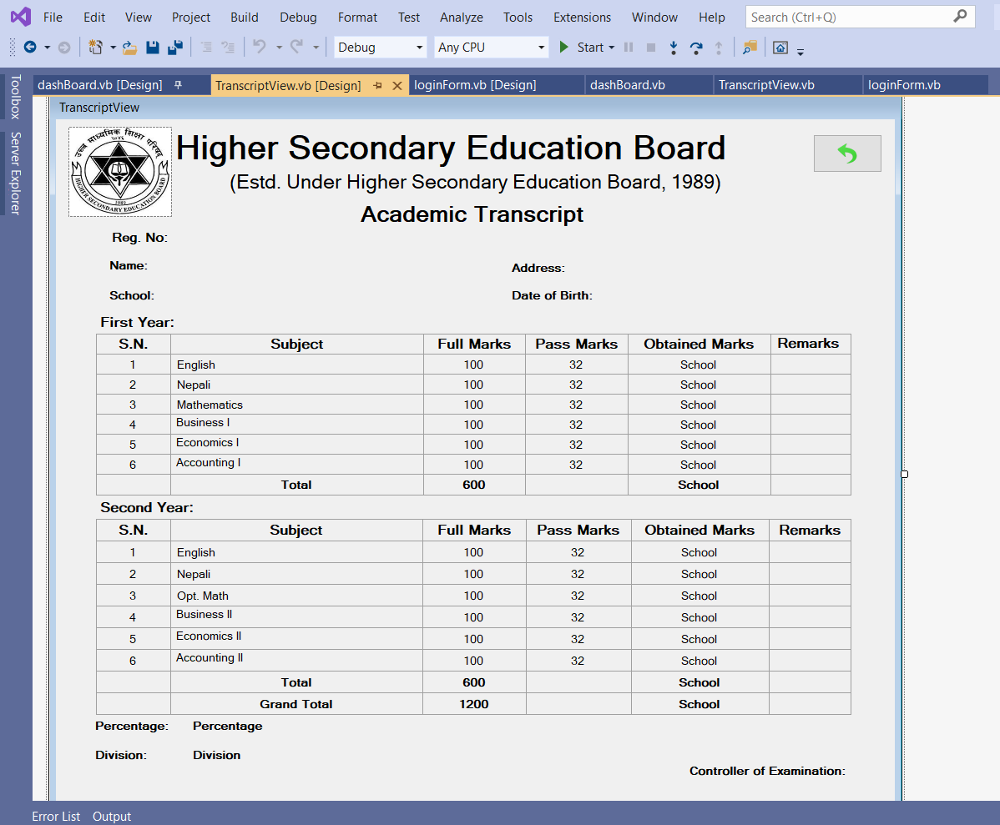 File Edit View Project Build Debug Format Test Analyze Tools Extensions Window Help Search (Ctrl+Q)
Debug Any CPU Start
dashBoard.vb [Design] TranscriptView.vb [Design] loginForm.vb [Design] dashBoard.vb TranscriptView.vb loginForm.vb
Toolbox
Server Explorer
TranscriptView
उच्च माध्यमिक शिक्षा परिषद्
२०४६
1989
HIGHER SECONDARY EDUCATION BOARD
Higher Secondary Education Board
(Estd. Under Higher Secondary Education Board, 1989)
Academic Transcript
Reg. No:
Name:
Address:
School:
Date of Birth:
First Year:
S.N. Subject Full Marks Pass Marks Obtained Marks Remarks
1 English 100 32 School
2 Nepali 100 32 School
3 Mathematics 100 32 School
4 Business I 100 32 School
5 Economics I 100 32 School
6 Accounting I 100 32 School
Total 600 School
Second Year:
S.N. Subject Full Marks Pass Marks Obtained Marks Remarks
1 English 100 32 School
2 Nepali 100 32 School
3 Opt. Math 100 32 School
4 Business II 100 32 School
5 Economics II 100 32 School
6 Accounting II 100 32 School
Total 600 School
Grand Total 1200 School
Percentage: Percentage
Division: Division
Controller of Examination:
Error List Output